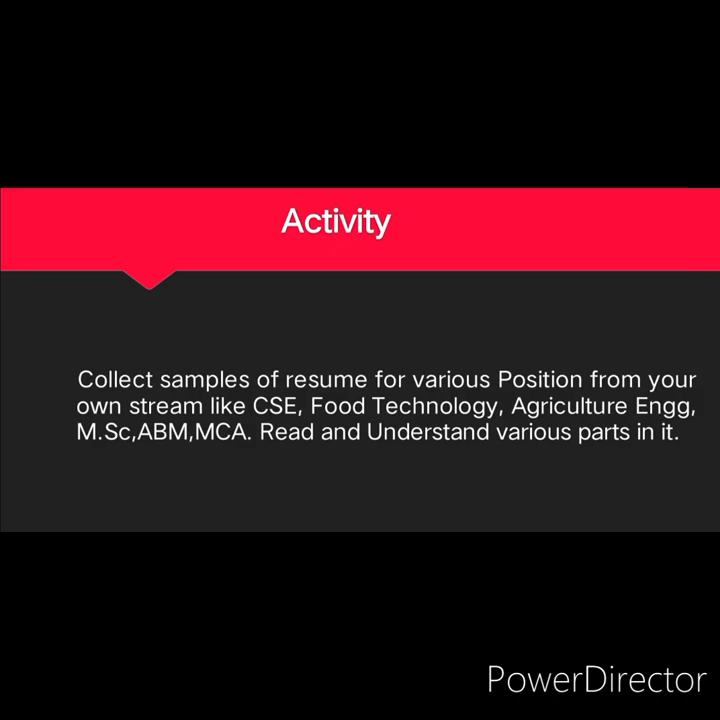 Activity
Collect samples of resume for various Position from your
own stream like CSE, Food Technology, Agriculture Engg,
M.Sc,ABM,MCA. Read and Understand various parts in it.
PowerDirector